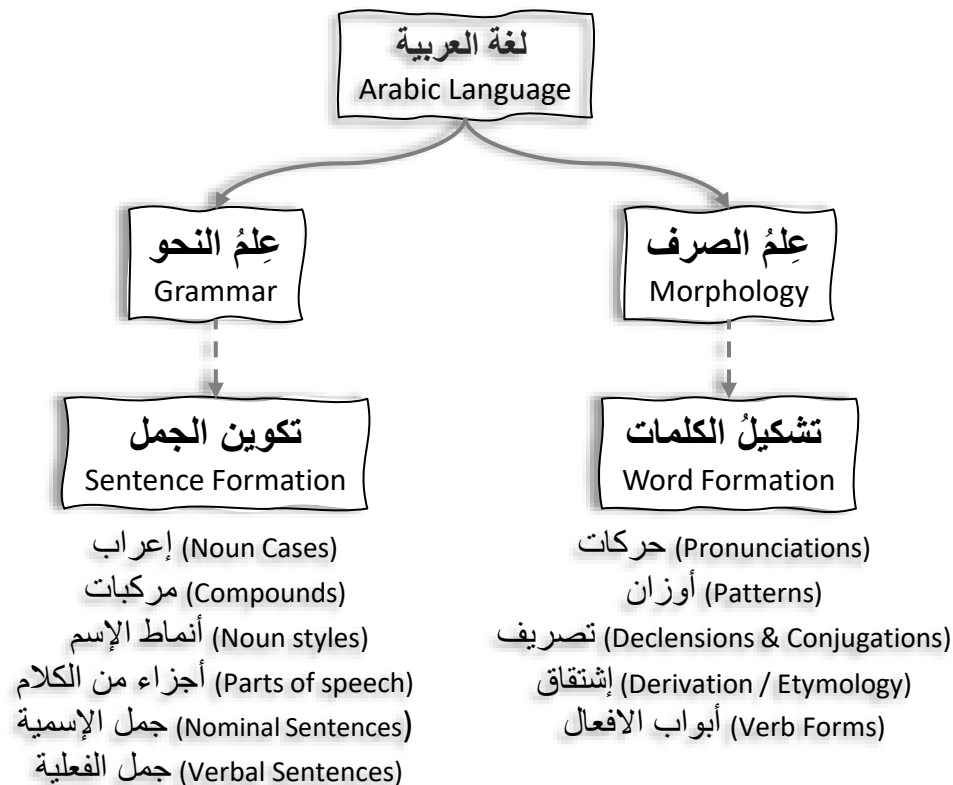 لغة العربية
Arabic Language
عِلمُ النحو
Grammar
عِلمُ الصرف
Morphology
تكوين الجمل
Sentence Formation
تشكيلُ الكلمات
Word Formation
إعراب (Noun Cases)
مركبات (Compounds)
أنماط الإسم (Noun styles)
أجزاء من الكلام (Parts of speech)
جمل الإسمية (Nominal Sentences)
جمل الفعلية (Verbal Sentences)
حركات (Pronunciations)
أوزان (Patterns)
تصريف (Declensions & Conjugations)
إشتقاق (Derivation / Etymology)
أبواب الافعال (Verb Forms)